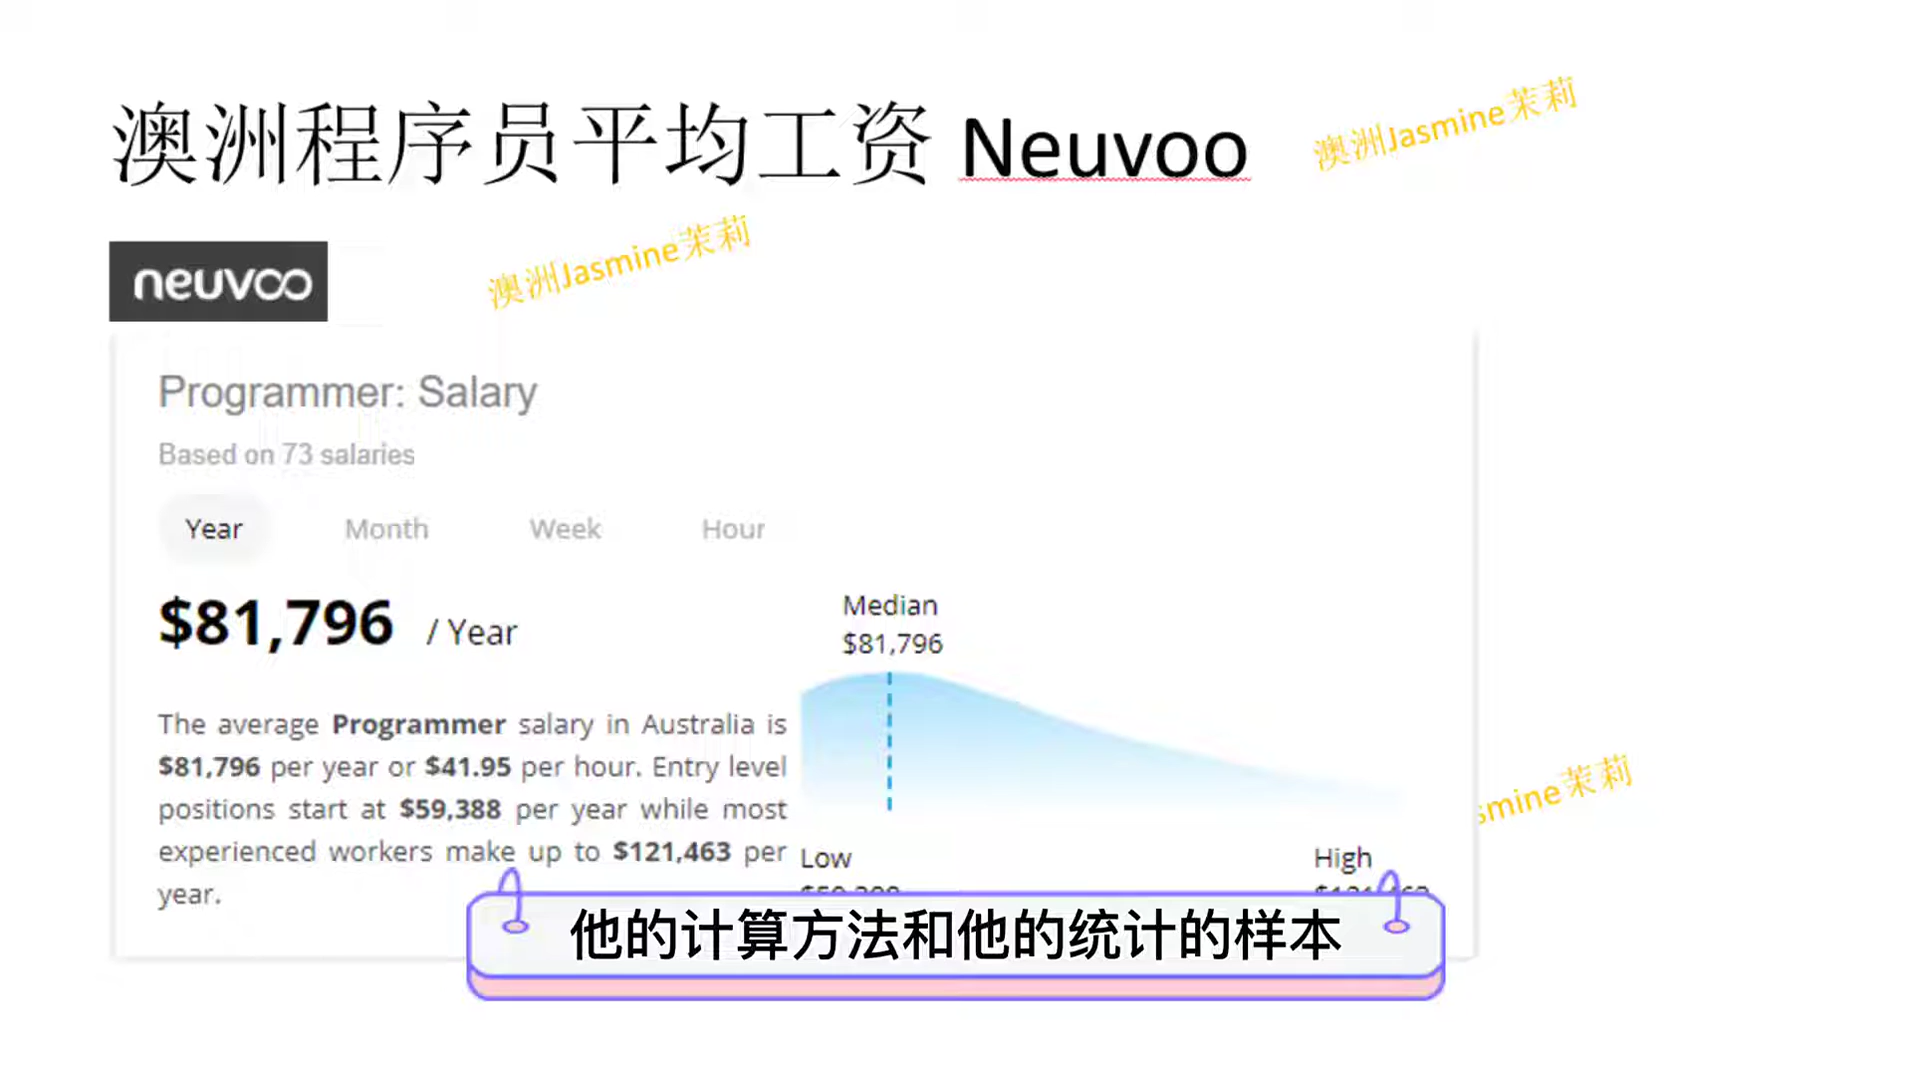 澳洲程序员平均工资 Neuvoo
澳洲Jasmine茉莉
澳洲Jasmine茉莉
neuvoo
Programmer: Salary
Based on 73 salaries
Year Month Week Hour
$81,796 / Year
Median
$81,796
The average Programmer salary in Australia is
$81,796 per year or $41.95 per hour. Entry level
positions start at $59,388 per year while most
experienced workers make up to $121,463 per
year.
Low
High
smine茉莉
他的计算方法和他的统计的样本